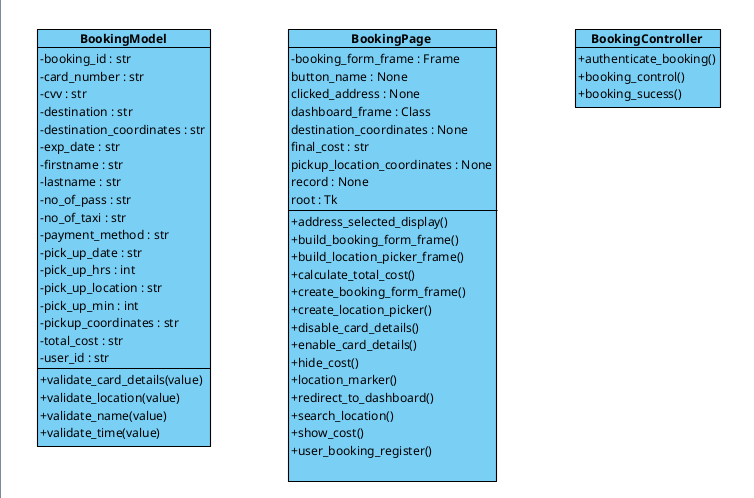 BookingModel
-booking_id : str
-card_number : str
-cvv : str
-destination : str
-destination_coordinates : str
-exp_date : str
-firstname : str
-lastname : str
-no_of_pass : str
-no_of_taxi : str
-payment_method : str
-pick_up_date : str
-pick_up_hrs : int
-pick_up_location : str
-pick_up_min : int
-pickup_coordinates : str
-total_cost : str
-user_id : str
+validate_card_details(value)
+validate_location(value)
+validate_name(value)
+validate_time(value)
BookingPage
-booking_form_frame : Frame
button_name : None
clicked_address : None
dashboard_frame : Class
destination_coordinates : None
final_cost : str
pickup_location_coordinates : None
record : None
root : Tk
+address_selected_display()
+build_booking_form_frame()
+build_location_picker_frame()
+calculate_total_cost()
+create_booking_form_frame()
+create_location_picker()
+disable_card_details()
+enable_card_details()
+hide_cost()
+location_marker()
+redirect_to_dashboard()
+search_location()
+show_cost()
+user_booking_register()
BookingController
+authenticate_booking()
+booking_control()
+booking_sucess()